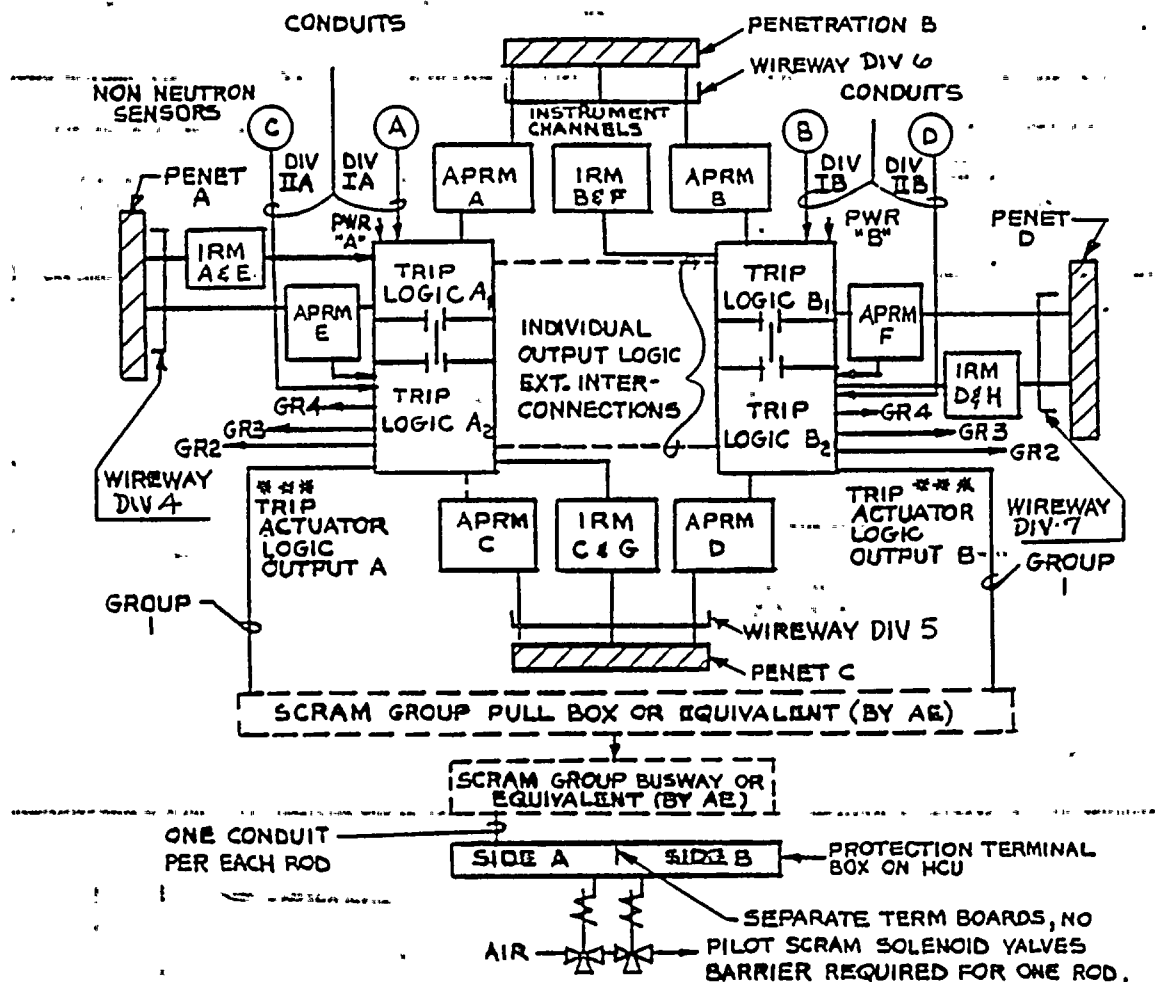 CONDUITS
PENETRATION B
WIREWAY DIV 6
NON NEUTRON
SENSORS
CONDUITS
INSTRUMENT
CHANNELS
C
A
B
D
PENET
A
DIV
IIA
DIV
IA
APRM
A
IRM
B & F
APRM
B
DIV
IB
DIV
IIB
PENET
D
PWR
"A"
PWR
"B"
IRM
A & E
TRIP
LOGIC A1
TRIP
LOGIC B1
APRM
E
INDIVIDUAL
OUTPUT LOGIC
EXT. INTER-
CONNECTIONS
APRM
F
IRM
D&H
TRIP
LOGIC A2
TRIP
LOGIC B2
GR4
GR3
GR2
GR4
GR3
GR2
WIREWAY
DIV 4
***
TRIP
ACTUATOR
LOGIC
OUTPUT A
APRM
C
IRM
C & G
APRM
D
TRIP ***
ACTUATOR
LOGIC
OUTPUT B
WIREWAY
DIV. 7
GROUP
1
GROUP
1
WIREWAY DIV 5
PENET C
SCRAM GROUP PULL BOX OR EQUIVALENT (BY AE)
SCRAM GROUP BUSWAY OR
EQUIVALENT (BY AE)
ONE CONDUIT
PER EACH ROD
SIDE A
SIDE B
PROTECTION TERMINAL
BOX ON HCU
SEPARATE TERM BOARDS, NO
AIR
PILOT SCRAM SOLENOID VALVES
BARRIER REQUIRED FOR ONE ROD.